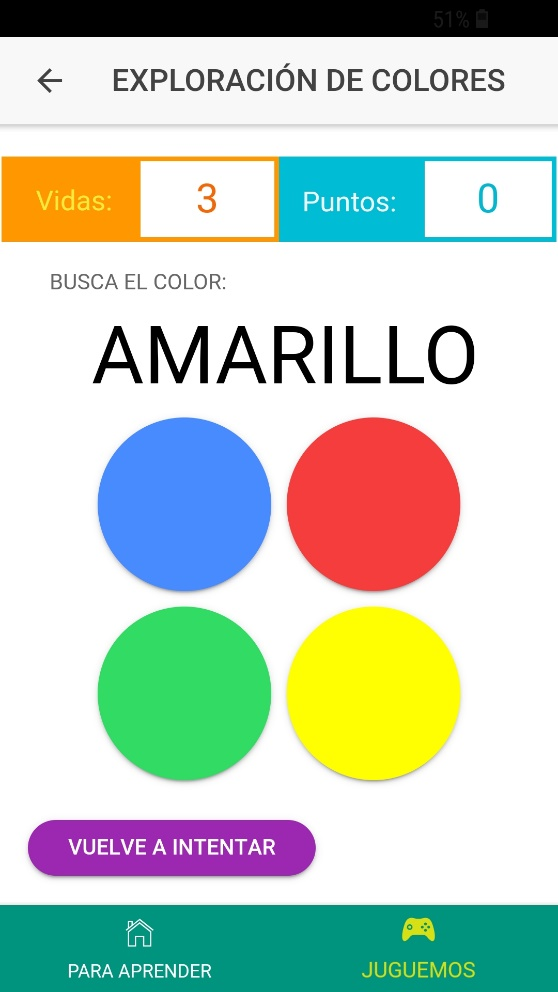 51%
EXPLORACIÓN DE COLORES
Vidas: 3 Puntos: 0
BUSCA EL COLOR:
AMARILLO
VUELVE A INTENTAR
PARA APRENDER JUGUEMOS